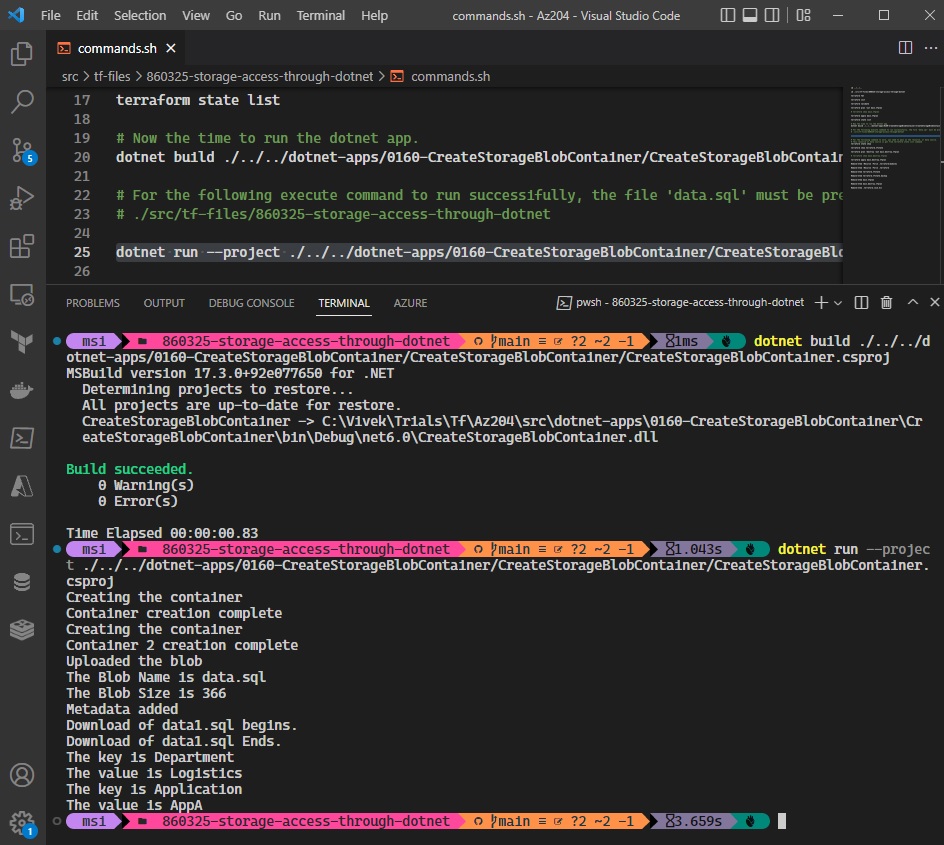 File Edit Selection View Go Run Terminal Help commands.sh - Az204 - Visual Studio Code
commands.sh
src > tf-files > 860325-storage-access-through-dotnet > commands.sh
17 terraform state list
18
19 # Now the time to run the dotnet app.
20 dotnet build ./../../dotnet-apps/0160-CreateStorageBlobContainer/CreateStorageBlobContain
21
22 # For the following execute command to run successifully, the file 'data.sql' must be pre
23 # ./src/tf-files/860325-storage-access-through-dotnet
24
25 dotnet run --project ./../../dotnet-apps/0160-CreateStorageBlobContainer/CreateStorageBlo
26
5
PROBLEMS OUTPUT DEBUG CONSOLE TERMINAL AZURE pwsh - 860325-storage-access-through-dotnet
msi 860325-storage-access-through-dotnet main ≡ ?2 ~2 -1 1ms dotnet build ./../../d
otnet-apps/0160-CreateStorageBlobContainer/CreateStorageBlobContainer/CreateStorageBlobContainer.csproj
MSBuild version 17.3.0+92e077650 for .NET
Determining projects to restore...
All projects are up-to-date for restore.
CreateStorageBlobContainer -> C:\Vivek\Trials\Tf\Az204\src\dotnet-apps\0160-CreateStorageBlobContainer\Cr
eateStorageBlobContainer\bin\Debug\net6.0\CreateStorageBlobContainer.dll
Build succeeded.
0 Warning(s)
0 Error(s)
Time Elapsed 00:00:00.83
msi 860325-storage-access-through-dotnet main ≡ ?2 ~2 -1 1.043s dotnet run --projec
t ./../../dotnet-apps/0160-CreateStorageBlobContainer/CreateStorageBlobContainer/CreateStorageBlobContainer.
csproj
Creating the container
Container creation complete
Creating the container
Container 2 creation complete
Uploaded the blob
The Blob Name is data.sql
The Blob Size is 366
Metadata added
Download of data1.sql begins.
Download of data1.sql Ends.
The key is Department
The value is Logistics
The key is Application
The value is AppA
msi 860325-storage-access-through-dotnet main ≡ ?2 ~2 -1 3.659s
1